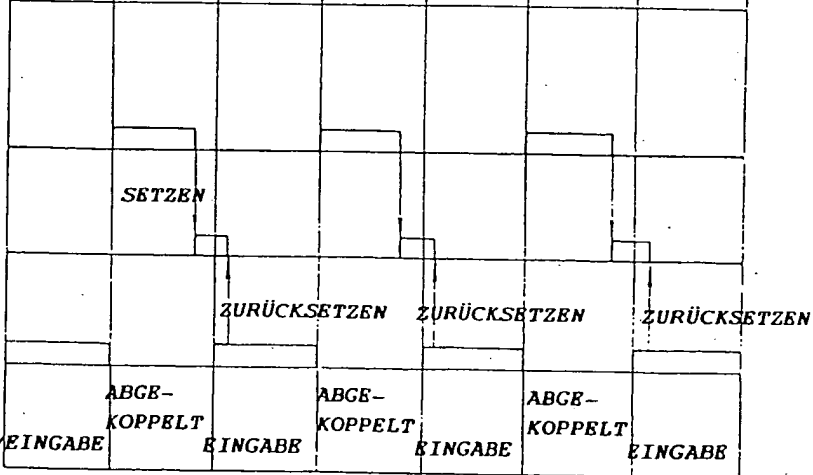 SETZEN
ZURÜCKSETZEN ZURÜCKSETZEN ZURÜCKSETZEN
ABGE-
KOPPELT
ABGE-
KOPPELT
ABGE-
KOPPELT
EINGABE EINGABE EINGABE EINGABE